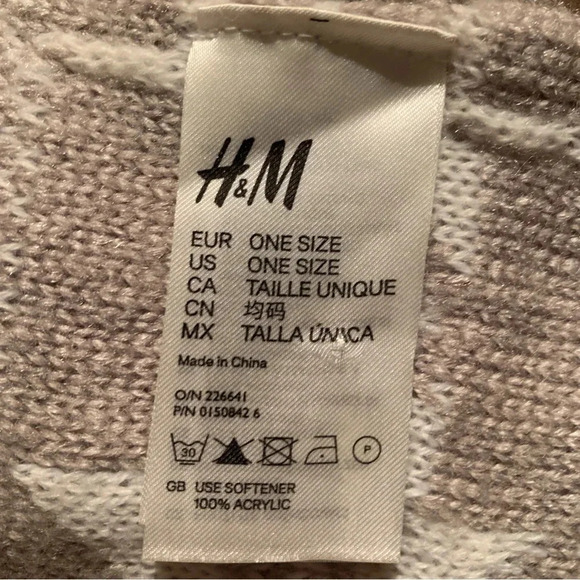 H&M
EUR ONE SIZE
US ONE SIZE
CA TAILLE UNIQUE
CN 均码
MX TALLA ÚNICA
Made in China
O/N 226641
P/N 0150842 6
30 P
GB USE SOFTENER
100% ACRYLIC